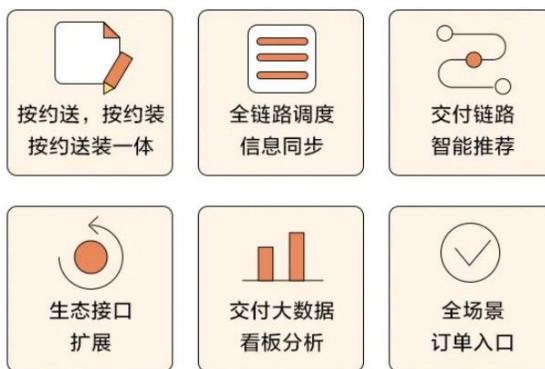 按约送，按约装
按约送装一体
全链路调度
信息同步
交付链路
智能推荐
生态接口
扩展
交付大数据
看板分析
全场景
订单入口